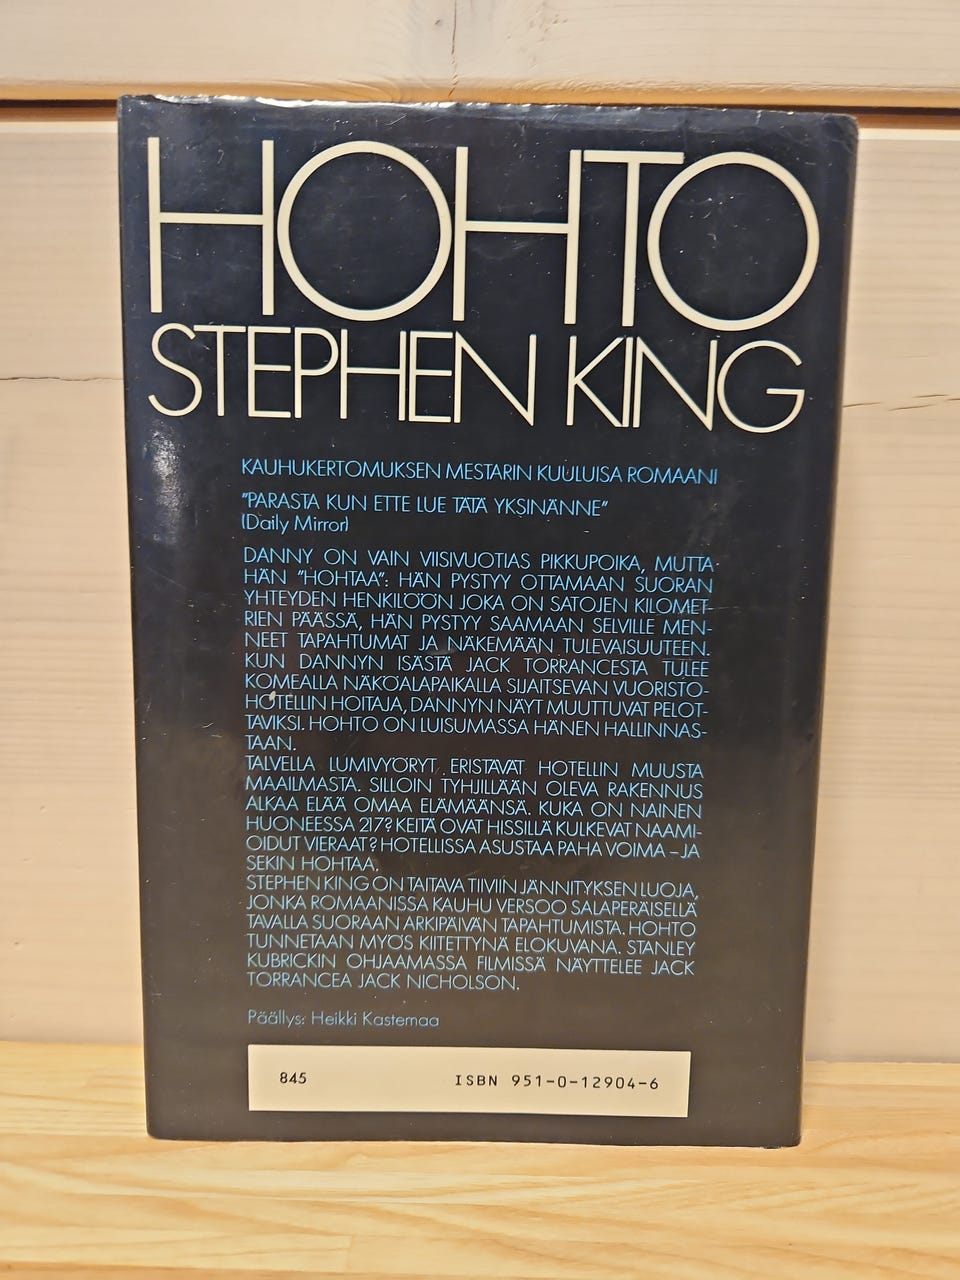 HOHTO
STEPHEN KING
KAUHUKERTOMUKSEN MESTARIN KUULUISA ROMAANI
"PARASTA KUN ETTE LUE TÄTÄ YKSINÄNNE"
(Daily Mirror)
DANNY ON VAIN VIISIVUOTIAS PIKKUPOIKA, MUTTA
HÄN "HOHTAA": HÄN PYSTYY OTTAMAAN SUORAN
YHTEYDEN HENKILÖÖN JOKA ON SATOJEN KILOMET-
RIEN PÄÄSSÄ, HÄN PYSTYY SAAMAAN SELVILLE MEN-
NEET TAPAHTUMAT JA NÄKEMÄÄN TULEVAISUUTEEN.
KUN DANNYN ISÄSTÄ JACK TORRANCESTA TULEE
KOMEALLA NÄKÖALAPAIKALLA SIJAITSEVAN VUORISTO-
HOTELLIN HOITAJA, DANNYN NÄYT MUUTTUVAT PELOT-
TAVIKSI. HOHTO ON LUISUMASSA HÄNEN HALLINNAS-
TAAN.
TALVELLA LUMIVYÖRYT ERISTÄVÄT HOTELLIN MUUSTA
MAAILMASTA. SILLOIN TYHJILLÄÄN OLEVA RAKENNUS
ALKAA ELÄÄ OMAA ELÄMÄÄNSÄ. KUKA ON NAINEN
HUONEESSA 217? KEITÄ OVAT HISSILLÄ KULKEVAT NAAMI-
OIDUT VIERAAT? HOTELLISSA ASUSTAA PAHA VOIMA – JA
SEKIN HOHTAA.
STEPHEN KING ON TAITAVA TIIVIIN JÄNNITYKSEN LUOJA,
JONKA ROMAANISSA KAUHU VERSOO SALAPERÄISELLÄ
TAVALLA SUORAAN ARKIPÄIVÄN TAPAHTUMISTA. HOHTO
TUNNETAAN MYÖS KIITETTYNÄ ELOKUVANA. STANLEY
KUBRICKIN OHJAAMASSA FILMISSÄ NÄYTTELEE JACK
TORRANCEA JACK NICHOLSON.
Päällys: Heikki Kastemaa
845 ISBN 951-0-12904-6